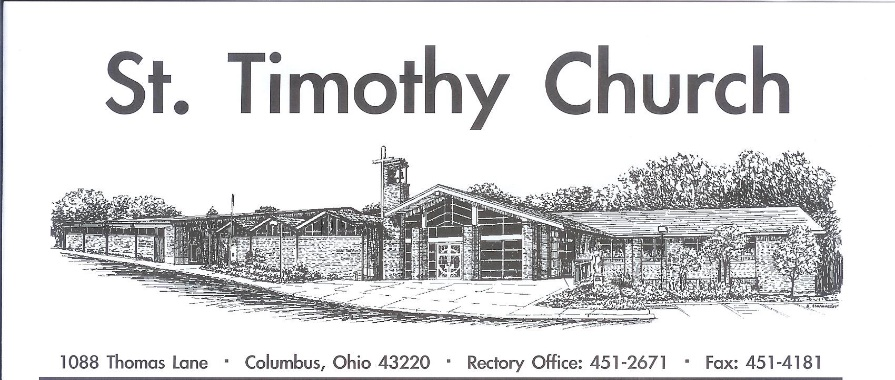 St. Timothy Church
1088 Thomas Lane · Columbus, Ohio 43220 · Rectory Office: 451-2671 · Fax: 451-4181